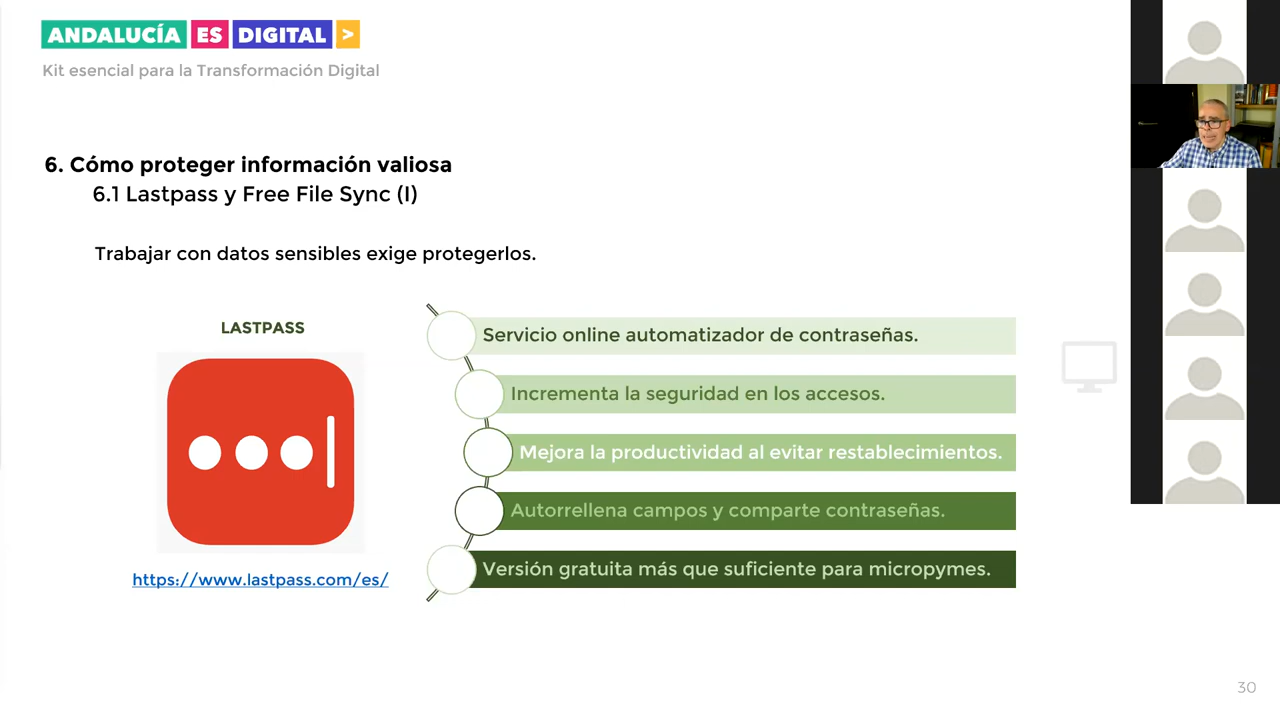 ANDALUCÍA ES DIGITAL >
Kit esencial para la Transformación Digital
6. Cómo proteger información valiosa
6.1 Lastpass y Free File Sync (I)
Trabajar con datos sensibles exige protegerlos.
LASTPASS
https://www.lastpass.com/es/
Servicio online automatizador de contraseñas.
Incrementa la seguridad en los accesos.
Mejora la productividad al evitar restablecimientos.
Autorrellena campos y comparte contraseñas.
Versión gratuita más que suficiente para micropymes.
30